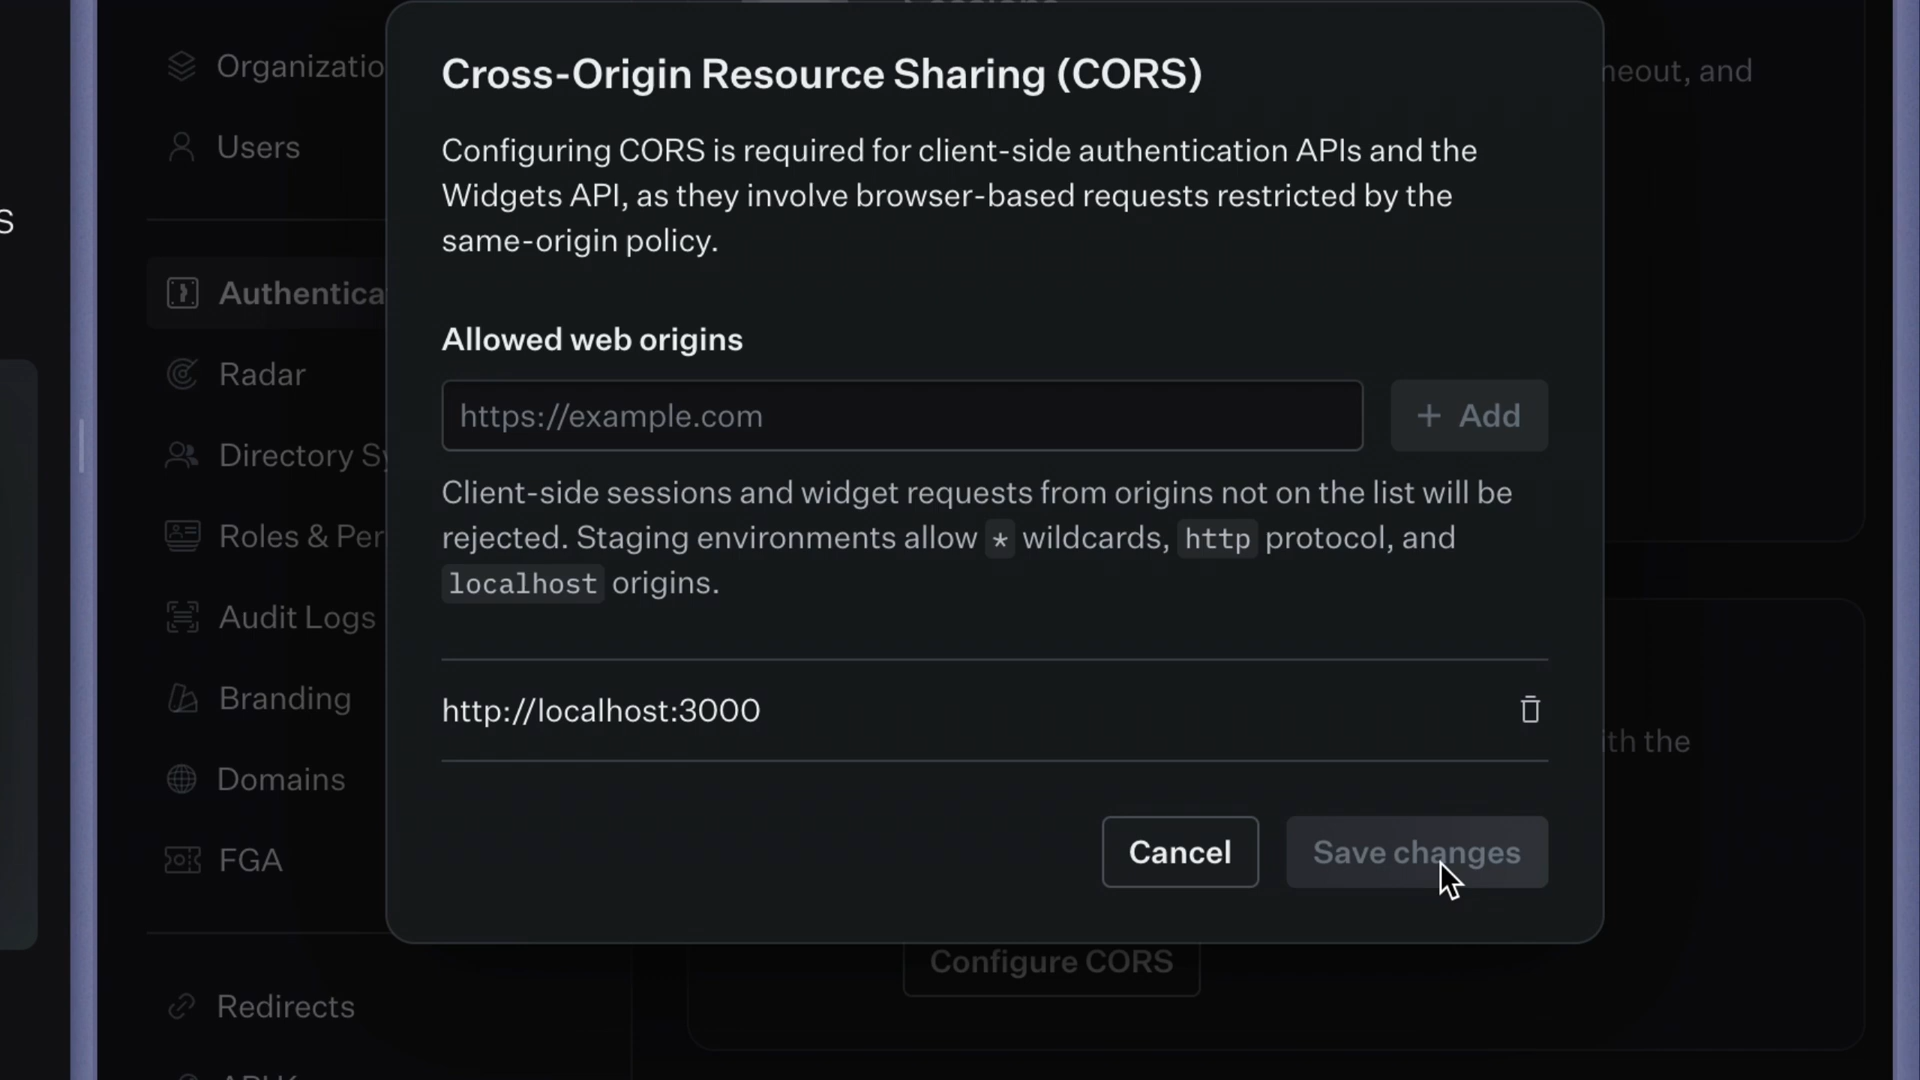 Organizatio
Users
S
Authentica
Radar
Directory Sy
Roles & Per
Audit Logs
Branding
Domains
FGA
Redirects
Cross-Origin Resource Sharing (CORS)
Configuring CORS is required for client-side authentication APIs and the
Widgets API, as they involve browser-based requests restricted by the
same-origin policy.
Allowed web origins
https://example.com
+ Add
Client-side sessions and widget requests from origins not on the list will be
rejected. Staging environments allow * wildcards, http protocol, and
localhost origins.
http://localhost:3000
Cancel
Save changes
Configure CORS
neout, and
ith the